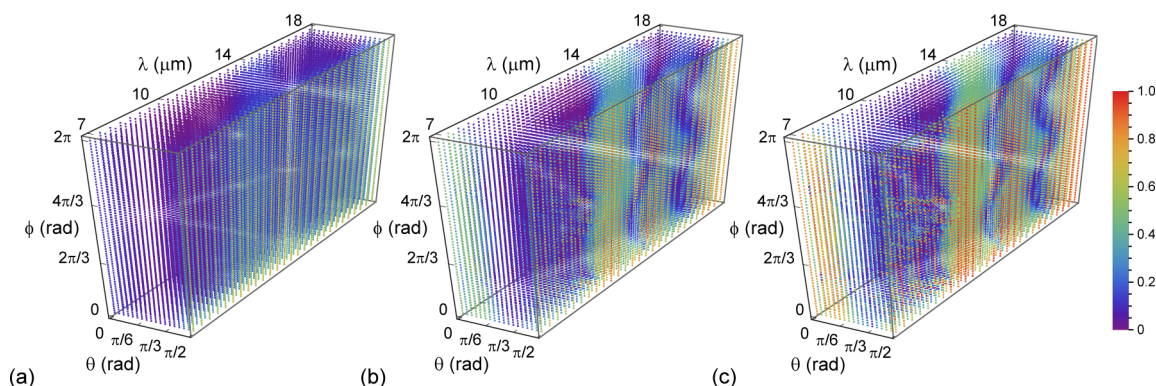 18
14
10
7
λ (μm)
2π
4π/3
2π/3
0
ϕ (rad)
0
π/6
π/3
π/2
θ (rad)
(a)
18
14
10
7
λ (μm)
2π
4π/3
2π/3
0
ϕ (rad)
0
π/6
π/3
π/2
θ (rad)
(b)
18
14
10
7
λ (μm)
2π
4π/3
2π/3
0
ϕ (rad)
0
π/6
π/3
π/2
θ (rad)
(c)
1.0
0.8
0.6
0.4
0.2
0